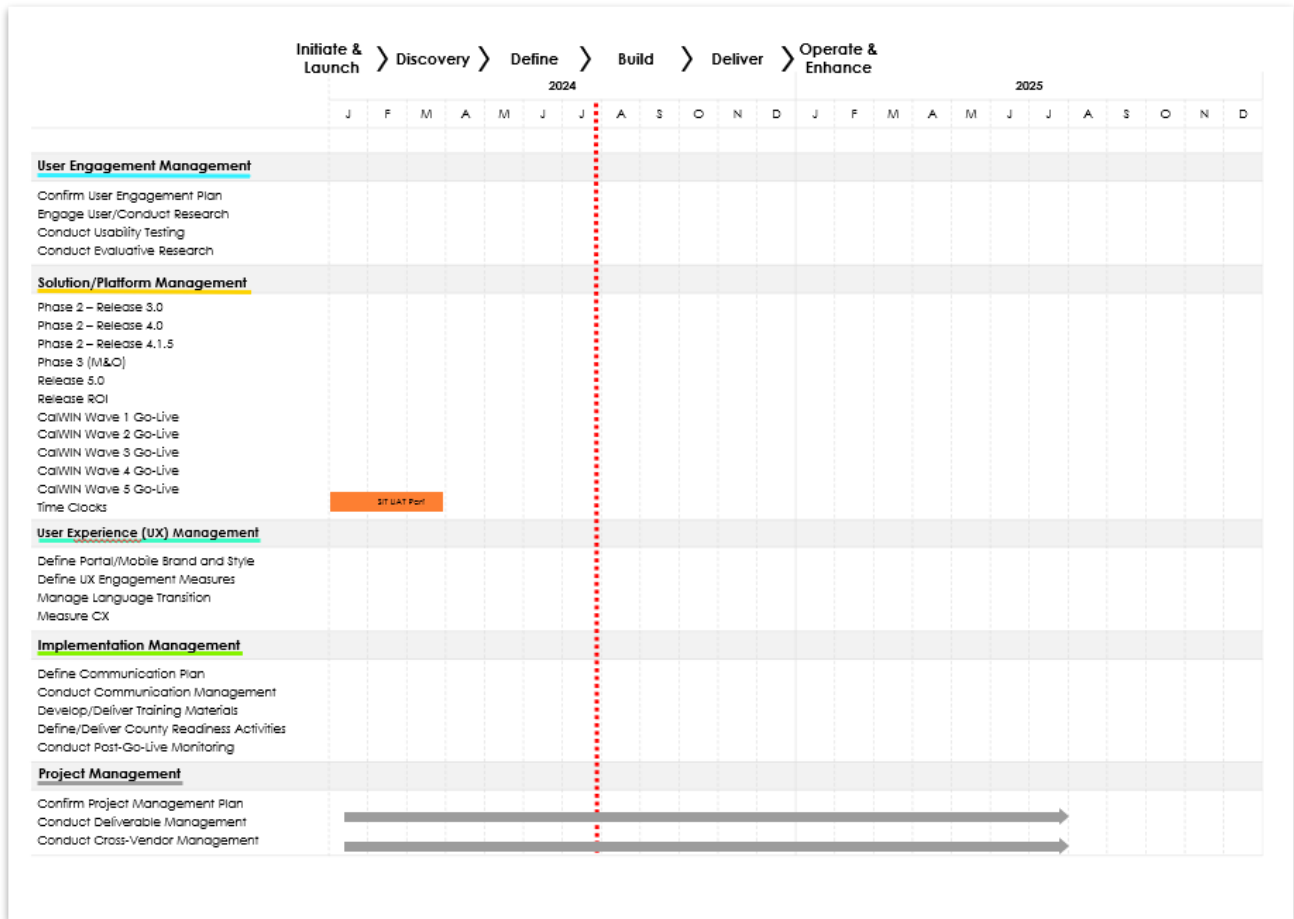 Initiate & Launch Discovery Define Build Deliver Operate & Enhance
2024 2025
J F M A M J J A S O N D J F M A M J J A S O N D
User Engagement Management
Confirm User Engagement Plan
Engage User/Conduct Research
Conduct Usability Testing
Conduct Evaluative Research
Solution/Platform Management
Phase 2 – Release 3.0
Phase 2 – Release 4.0
Phase 2 – Release 4.1.5
Phase 3 (M&O)
Release 5.0
Release ROI
CalWIN Wave 1 Go-Live
CalWIN Wave 2 Go-Live
CalWIN Wave 3 Go-Live
CalWIN Wave 4 Go-Live
CalWIN Wave 5 Go-Live
Time Clocks
SIT UAT Part
User Experience (UX) Management
Define Portal/Mobile Brand and Style
Define UX Engagement Measures
Manage Language Transition
Measure CX
Implementation Management
Define Communication Plan
Conduct Communication Management
Develop/Deliver Training Materials
Define/Deliver County Readiness Activities
Conduct Post-Go-Live Monitoring
Project Management
Confirm Project Management Plan
Conduct Deliverable Management
Conduct Cross-Vendor Management